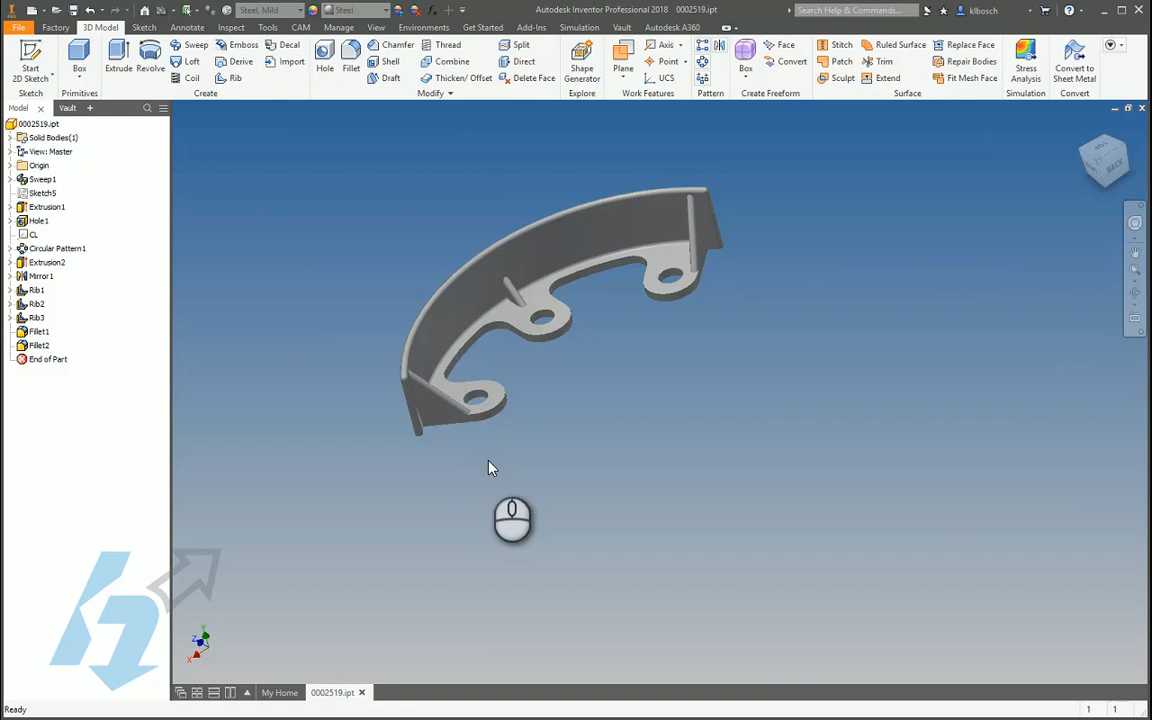 Steel, Mild
Steel
Autodesk Inventor Professional 2018 0002519.ipt
Search Help & Commands...
klbosch
File Factory 3D Model Sketch Annotate Inspect Tools CAM Manage View Environments Get Started Add-Ins Simulation Vault Autodesk A360
Start
2D Sketch
Sketch
Box
Primitives
Extrude
Revolve
Sweep
Loft
Coil
Emboss
Derive
Rib
Decal
Import
Create
Hole
Fillet
Chamfer
Shell
Draft
Thread
Combine
Thicken/ Offset
Split
Direct
Delete Face
Modify
Shape
Generator
Explore
Plane
Axis
Point
UCS
Work Features
Pattern
Box
Face
Convert
Create Freeform
Stitch
Patch
Sculpt
Ruled Surface
Trim
Extend
Replace Face
Repair Bodies
Fit Mesh Face
Surface
Stress
Analysis
Simulation
Convert to
Sheet Metal
Convert
Model
Vault
0002519.ipt
Solid Bodies(1)
View: Master
Origin
Sweep1
Sketch5
Extrusion1
Hole1
CL
Circular Pattern1
Extrusion2
Mirror1
Rib1
Rib2
Rib3
Fillet1
Fillet2
End of Part
BACK
Y
Z
X
My Home
0002519.ipt
Ready
1 1